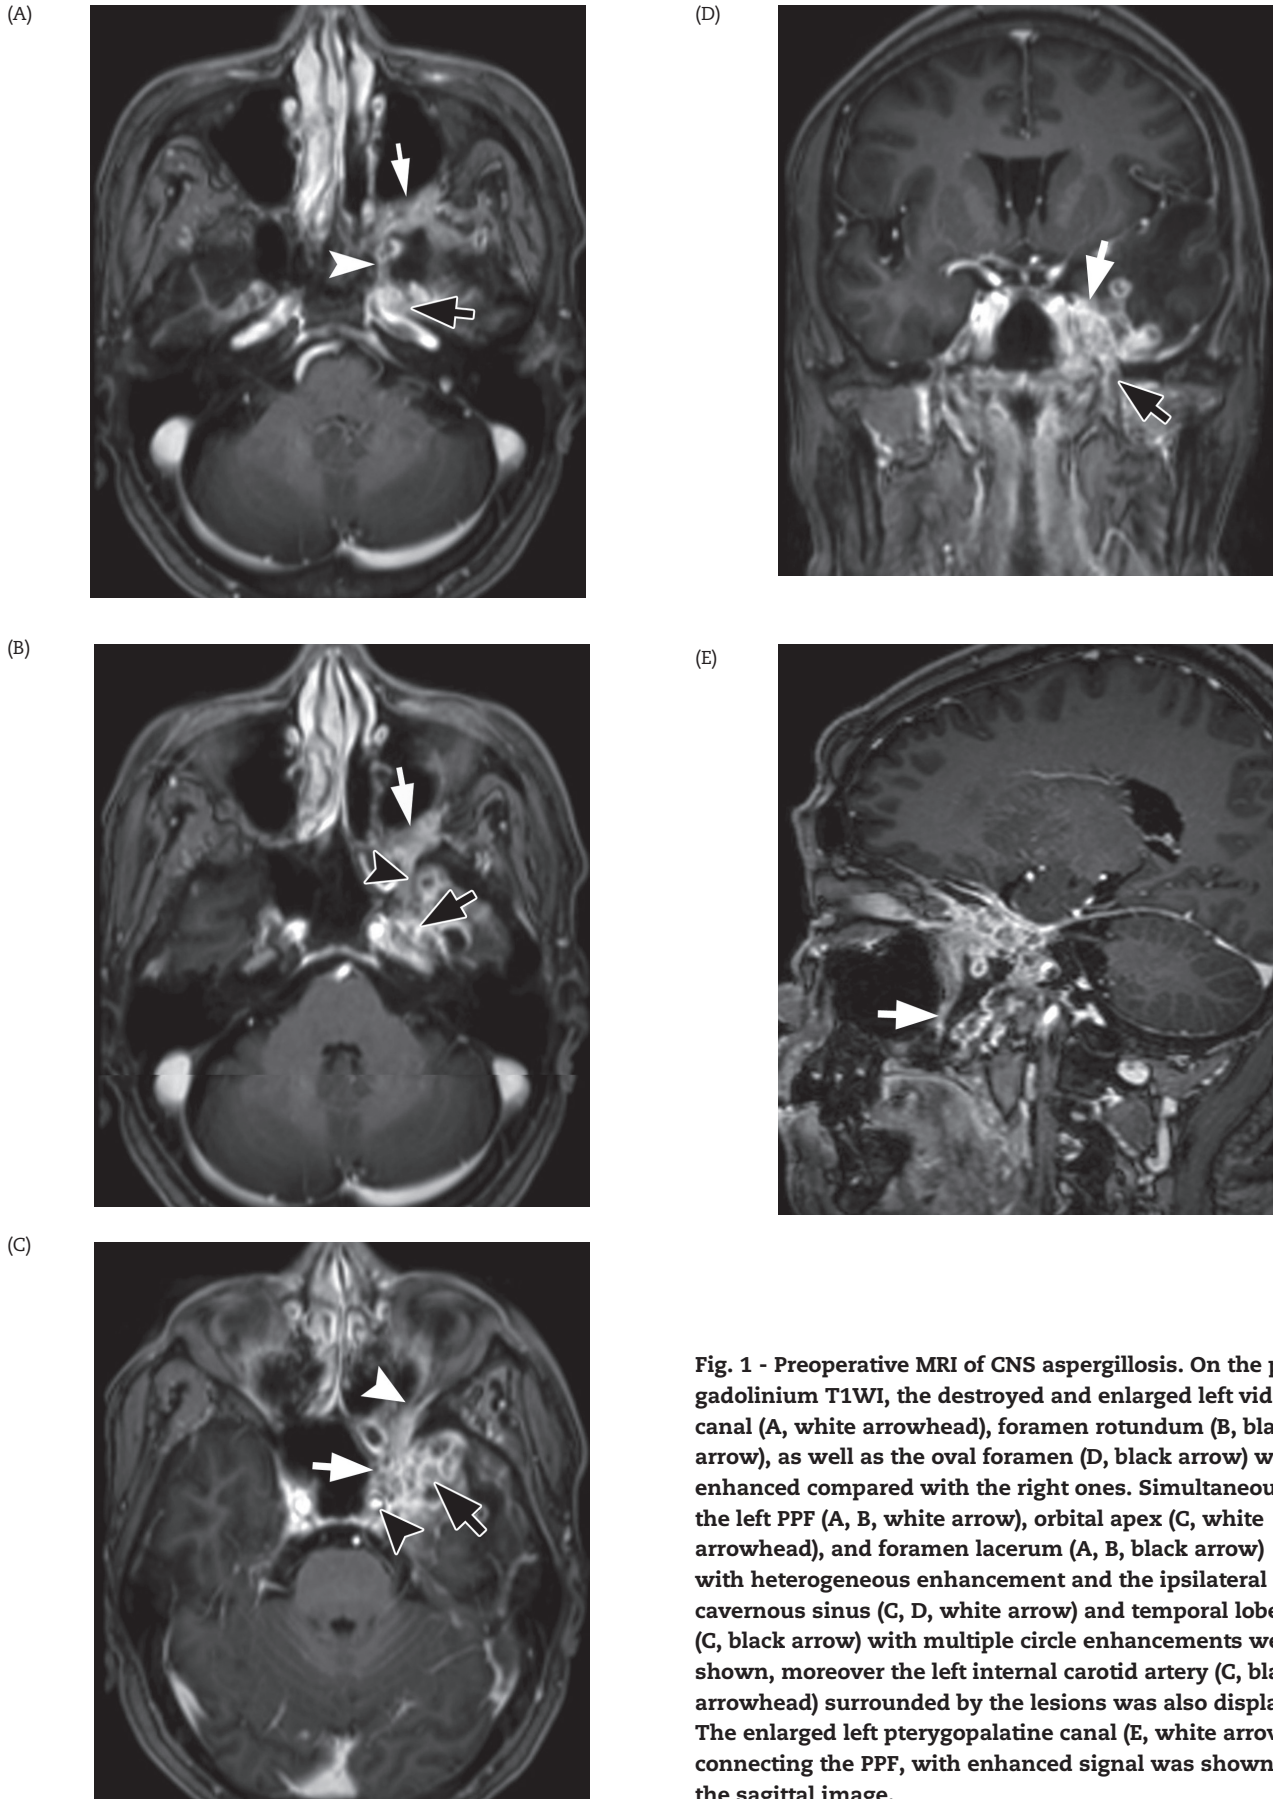 (A)
(D)
(B)
(E)
(C)
Fig. 1 - Preoperative MRI of CNS aspergillosis. On the p
gadolinium T1WI, the destroyed and enlarged left vid
canal (A, white arrowhead), foramen rotundum (B, bla
arrow), as well as the oval foramen (D, black arrow) w
enhanced compared with the right ones. Simultaneou
the left PPF (A, B, white arrow), orbital apex (C, white
arrowhead), and foramen lacerum (A, B, black arrow)
with heterogeneous enhancement and the ipsilateral
cavernous sinus (C, D, white arrow) and temporal lobe
(C, black arrow) with multiple circle enhancements we
shown, moreover the left internal carotid artery (C, bla
arrowhead) surrounded by the lesions was also displa
The enlarged left pterygopalatine canal (E, white arrow
connecting the PPF, with enhanced signal was shown
the sagittal image.